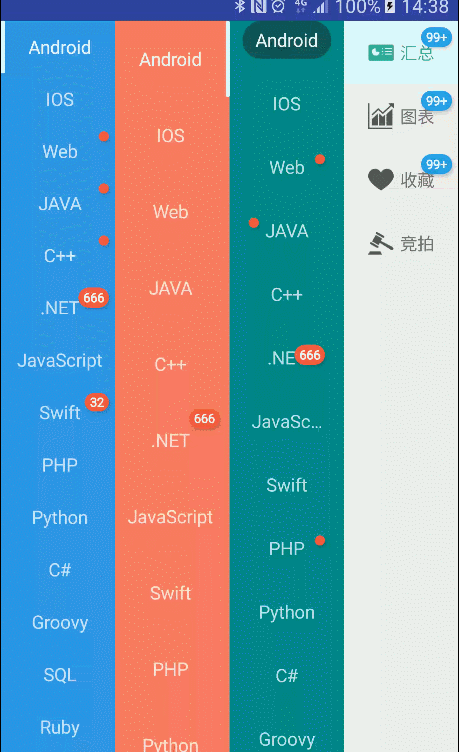 4G 100% 14:38
Android
IOS
Web
JAVA
C++
.NET 666
JavaScript
Swift 32
PHP
Python
C#
Groovy
SQL
Ruby
Android
IOS
Web
JAVA
C++
.NET 666
JavaScript
Swift
PHP
Python
Android
IOS
Web
JAVA
C++
.NE 666
JavaSc...
Swift
PHP
Python
C#
Groovy
汇总 99+
图表 99+
收藏 99+
竞拍